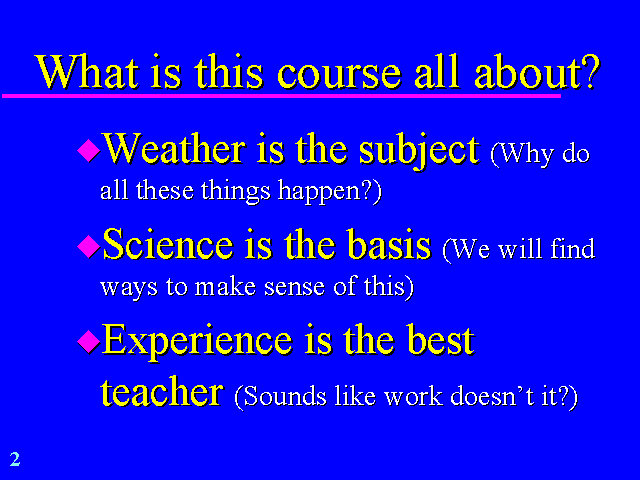 What is this course all about?
Weather is the subject (Why do
all these things happen?)
Science is the basis (We will find
ways to make sense of this)
Experience is the best
teacher (Sounds like work doesn’t it?)
2